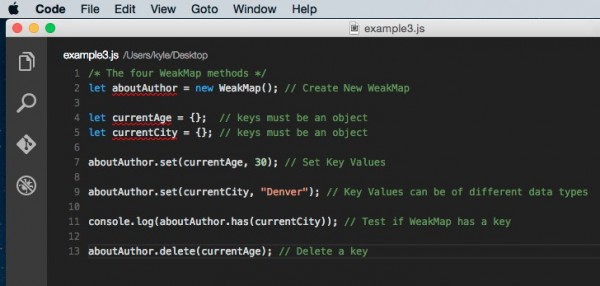 Code File Edit View Goto Window Help
example3.js
example3.js /Users/kyle/Desktop
1 /* The four WeakMap methods */
2 let aboutAuthor = new WeakMap(); // Create New WeakMap
3
4 let currentAge = {};  // keys must be an object
5 let currentCity = {}; // keys must be an object
6
7 aboutAuthor.set(currentAge, 30); // Set Key Values
8
9 aboutAuthor.set(currentCity, "Denver"); // Key Values can be of different data types
10
11 console.log(aboutAuthor.has(currentCity)); // Test if WeakMap has a key
12
13 aboutAuthor.delete(currentAge); // Delete a key